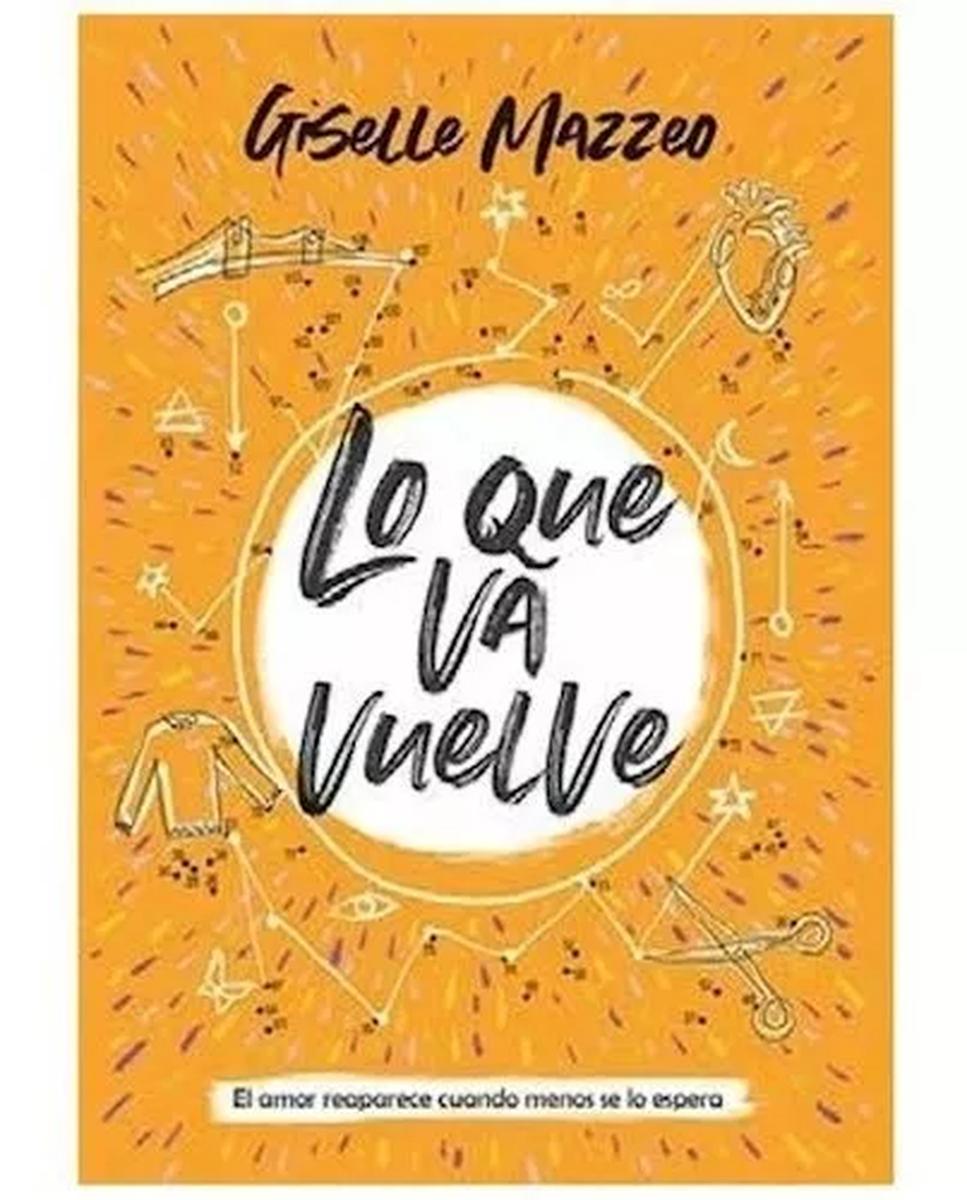 Giselle Mazzeo
Lo que
va
vuelve
El amor reaparece cuando menos se lo espera